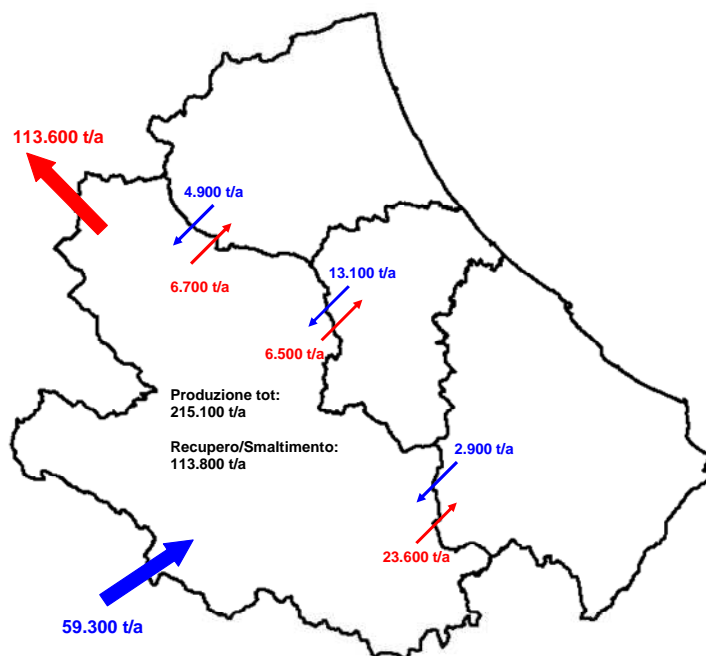 113.600 t/a
4.900 t/a
6.700 t/a
13.100 t/a
6.500 t/a
Produzione tot:
215.100 t/a
Recupero/Smaltimento:
113.800 t/a
2.900 t/a
23.600 t/a
59.300 t/a